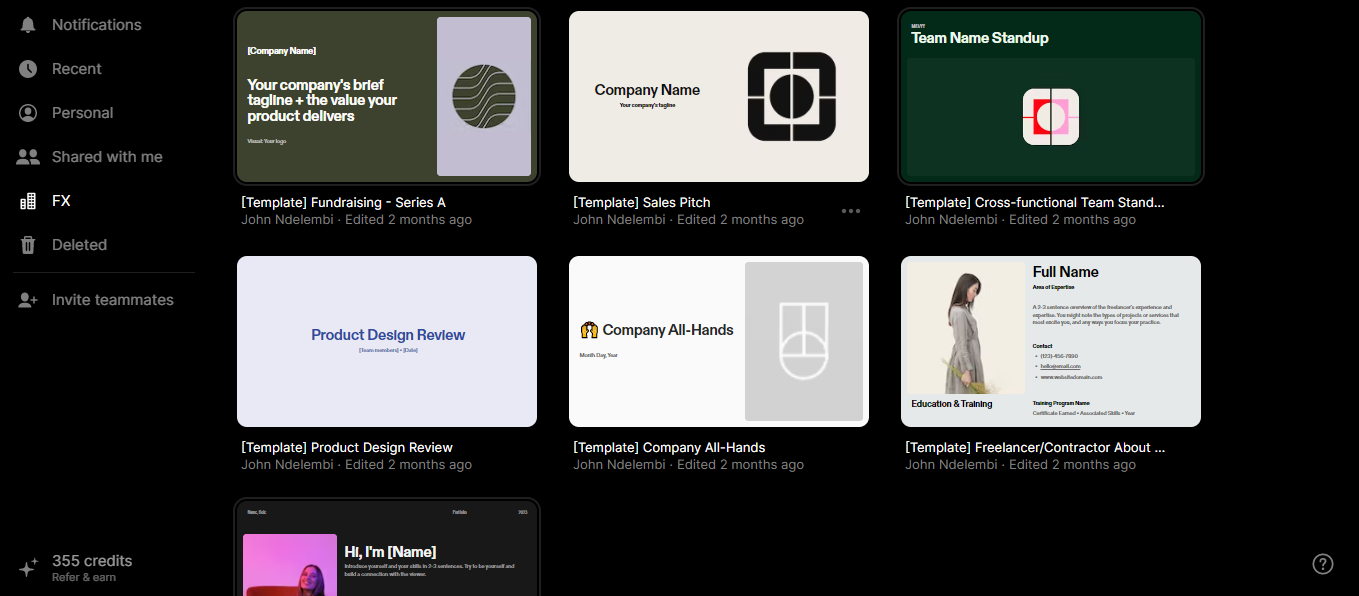 Notifications
Recent
Personal
Shared with me
FX
Deleted
Invite teammates
355 credits
Refer & earn
[Company Name]
Your company's brief
tagline + the value your
product delivers
Visual: Your logo
[Template] Fundraising - Series A
John Ndelembi · Edited 2 months ago
Company Name
Your company's tagline
[Template] Sales Pitch
John Ndelembi · Edited 2 months ago
Team Name Standup
[Template] Cross-functional Team Stand...
John Ndelembi · Edited 2 months ago
Product Design Review
[Team members] • [Date]
[Template] Product Design Review
John Ndelembi · Edited 2 months ago
Company All-Hands
Month Day, Year
[Template] Company All-Hands
John Ndelembi · Edited 2 months ago
Full Name
Area of Expertise
A 2-3 sentence overview of the freelancer's experience and
expertise. You might note the types of projects or services that
most excite you, and any ways you focus your practice.
Contact
• (123)-456-7890
• hello@email.com
• www.websitedomain.com
Education & Training
Training Program Name
Certificate Earned • Associated Skills • Year
[Template] Freelancer/Contractor About ...
John Ndelembi · Edited 2 months ago
Name, Role
Portfolio
2023
Hi, I'm [Name]
Introduce yourself and your skills in 2-3 sentences. Try to be yourself and
build a connection with the viewer.